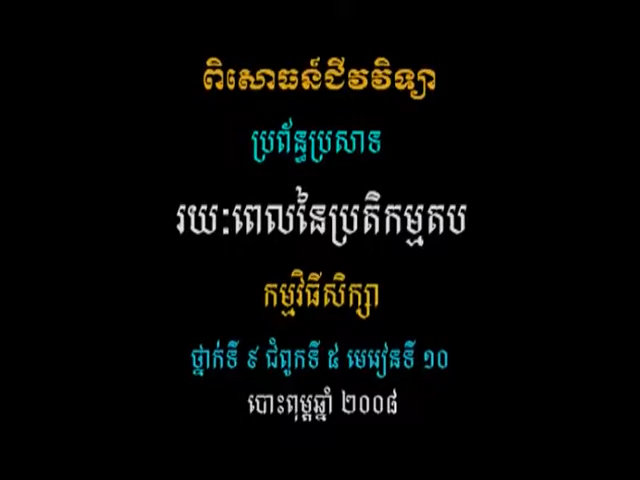 ពិសោធន៍ជីវវិទ្យា
ប្រព័ន្ធប្រសាទ
រយៈពេលនៃប្រតិកម្មតប
កម្មវិធីសិក្សា
ថ្នាក់ទី ៩ ជំពូកទី ៥ មេរៀនទី ១០
បោះពុម្ពឆ្នាំ ២០០៨